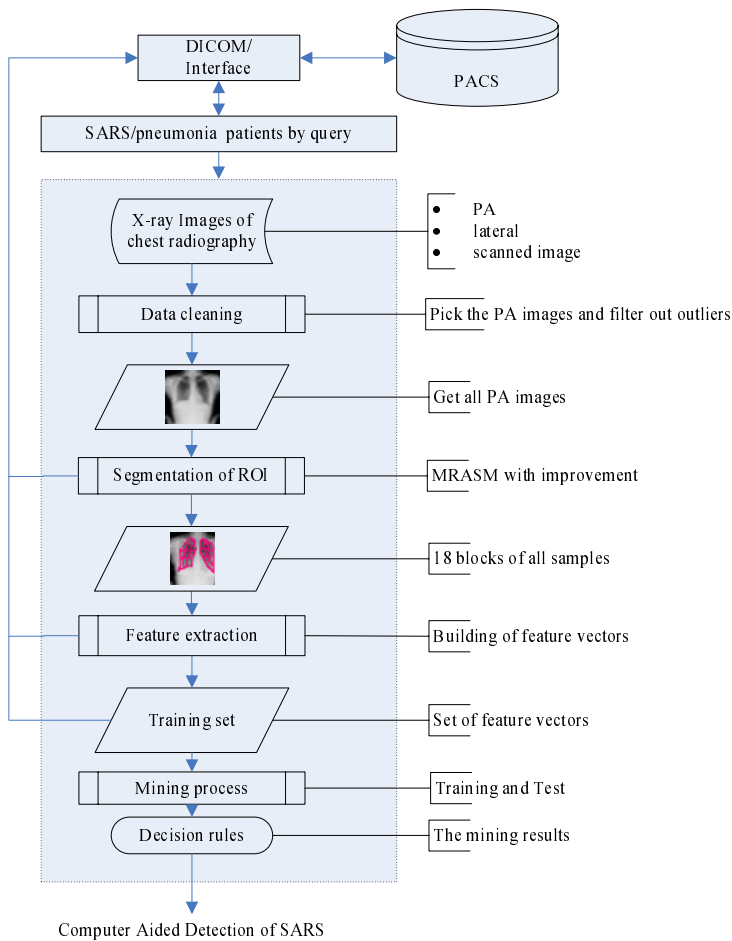 DICOM/
Interface
PACS
SARS/pneumonia patients by query
X-ray Images of
chest radiography
• PA
• lateral
• scanned image
Data cleaning
Pick the PA images and filter out outliers
Get all PA images
Segmentation of ROI
MRASM with improvement
18 blocks of all samples
Feature extraction
Building of feature vectors
Training set
Set of feature vectors
Mining process
Training and Test
Decision rules
The mining results
Computer Aided Detection of SARS